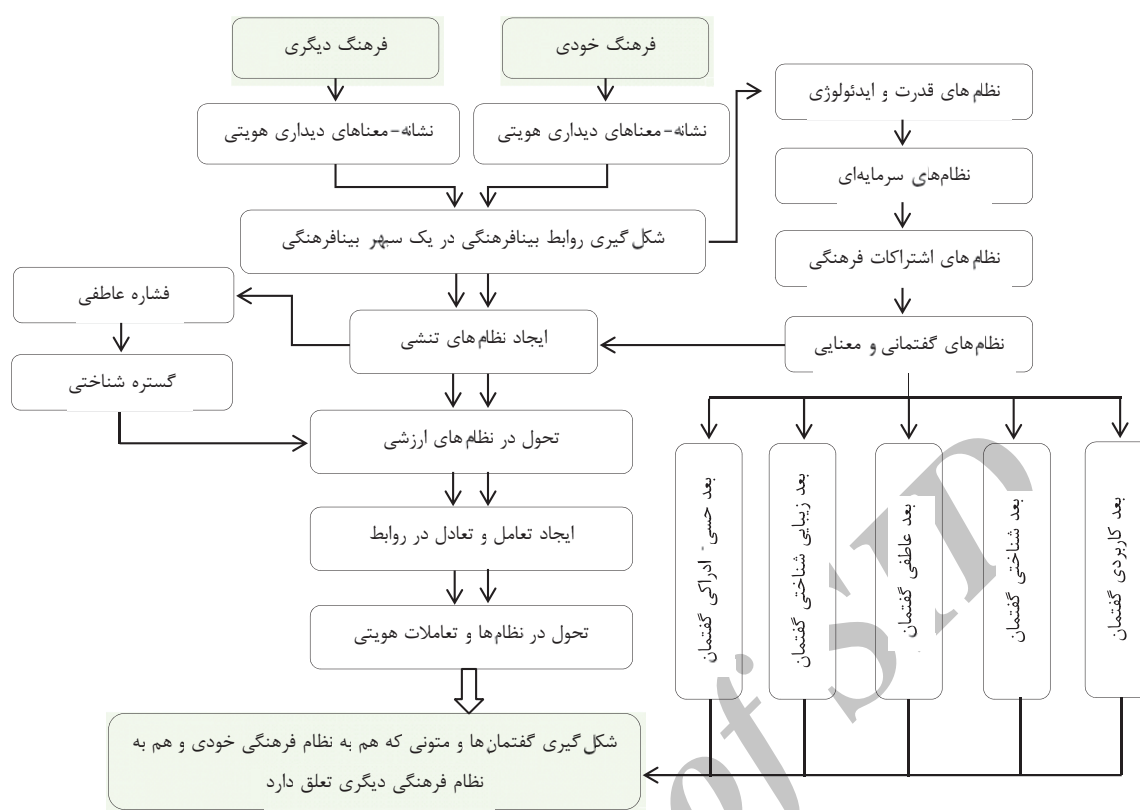 فرهنگ خودی
فرهنگ دیگری
نشانه-معناهای دیداری هویتی
نشانه-معناهای دیداری هویتی
شکل‌گیری روابط بینافرهنگی در یک سپهر بینافرهنگی
نظام‌های قدرت و ایدئولوژی
نظام‌های سرمایه‌ای
نظام‌های اشتراکات فرهنگی
نظام‌های گفتمانی و معنایی
ایجاد نظام‌های تنشی
فشاره عاطفی
گستره شناختی
تحول در نظام‌های ارزشی
ایجاد تعامل و تعادل در روابط
تحول در نظام‌ها و تعاملات هویتی
بعد کاربردی گفتمان
بعد شناختی گفتمان
بعد عاطفی گفتمان
بعد زیبایی شناختی گفتمان
بعد حسی- ادراکی گفتمان
شکل‌گیری گفتمان‌ها و متونی که هم به نظام فرهنگی خودی و هم به
نظام فرهنگی دیگری تعلق دارد
of SID